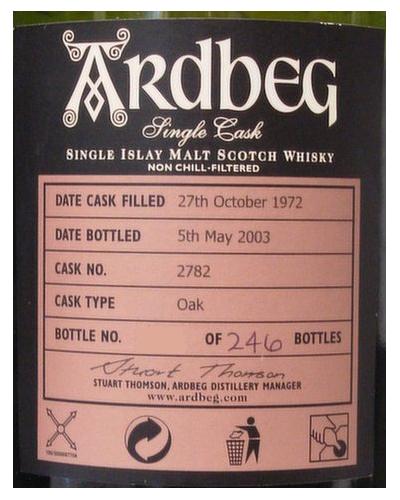 ARDBEG
Single Cask
SINGLE ISLAY MALT SCOTCH WHISKY
NON CHILL-FILTERED
DATE CASK FILLED 27th October 1972
DATE BOTTLED 5th May 2003
CASK NO. 2782
CASK TYPE Oak
BOTTLE NO. OF 246 BOTTLES
Stuart Thomson
STUART THOMSON, ARDBEG DISTILLERY MANAGER
www.ardbeg.com